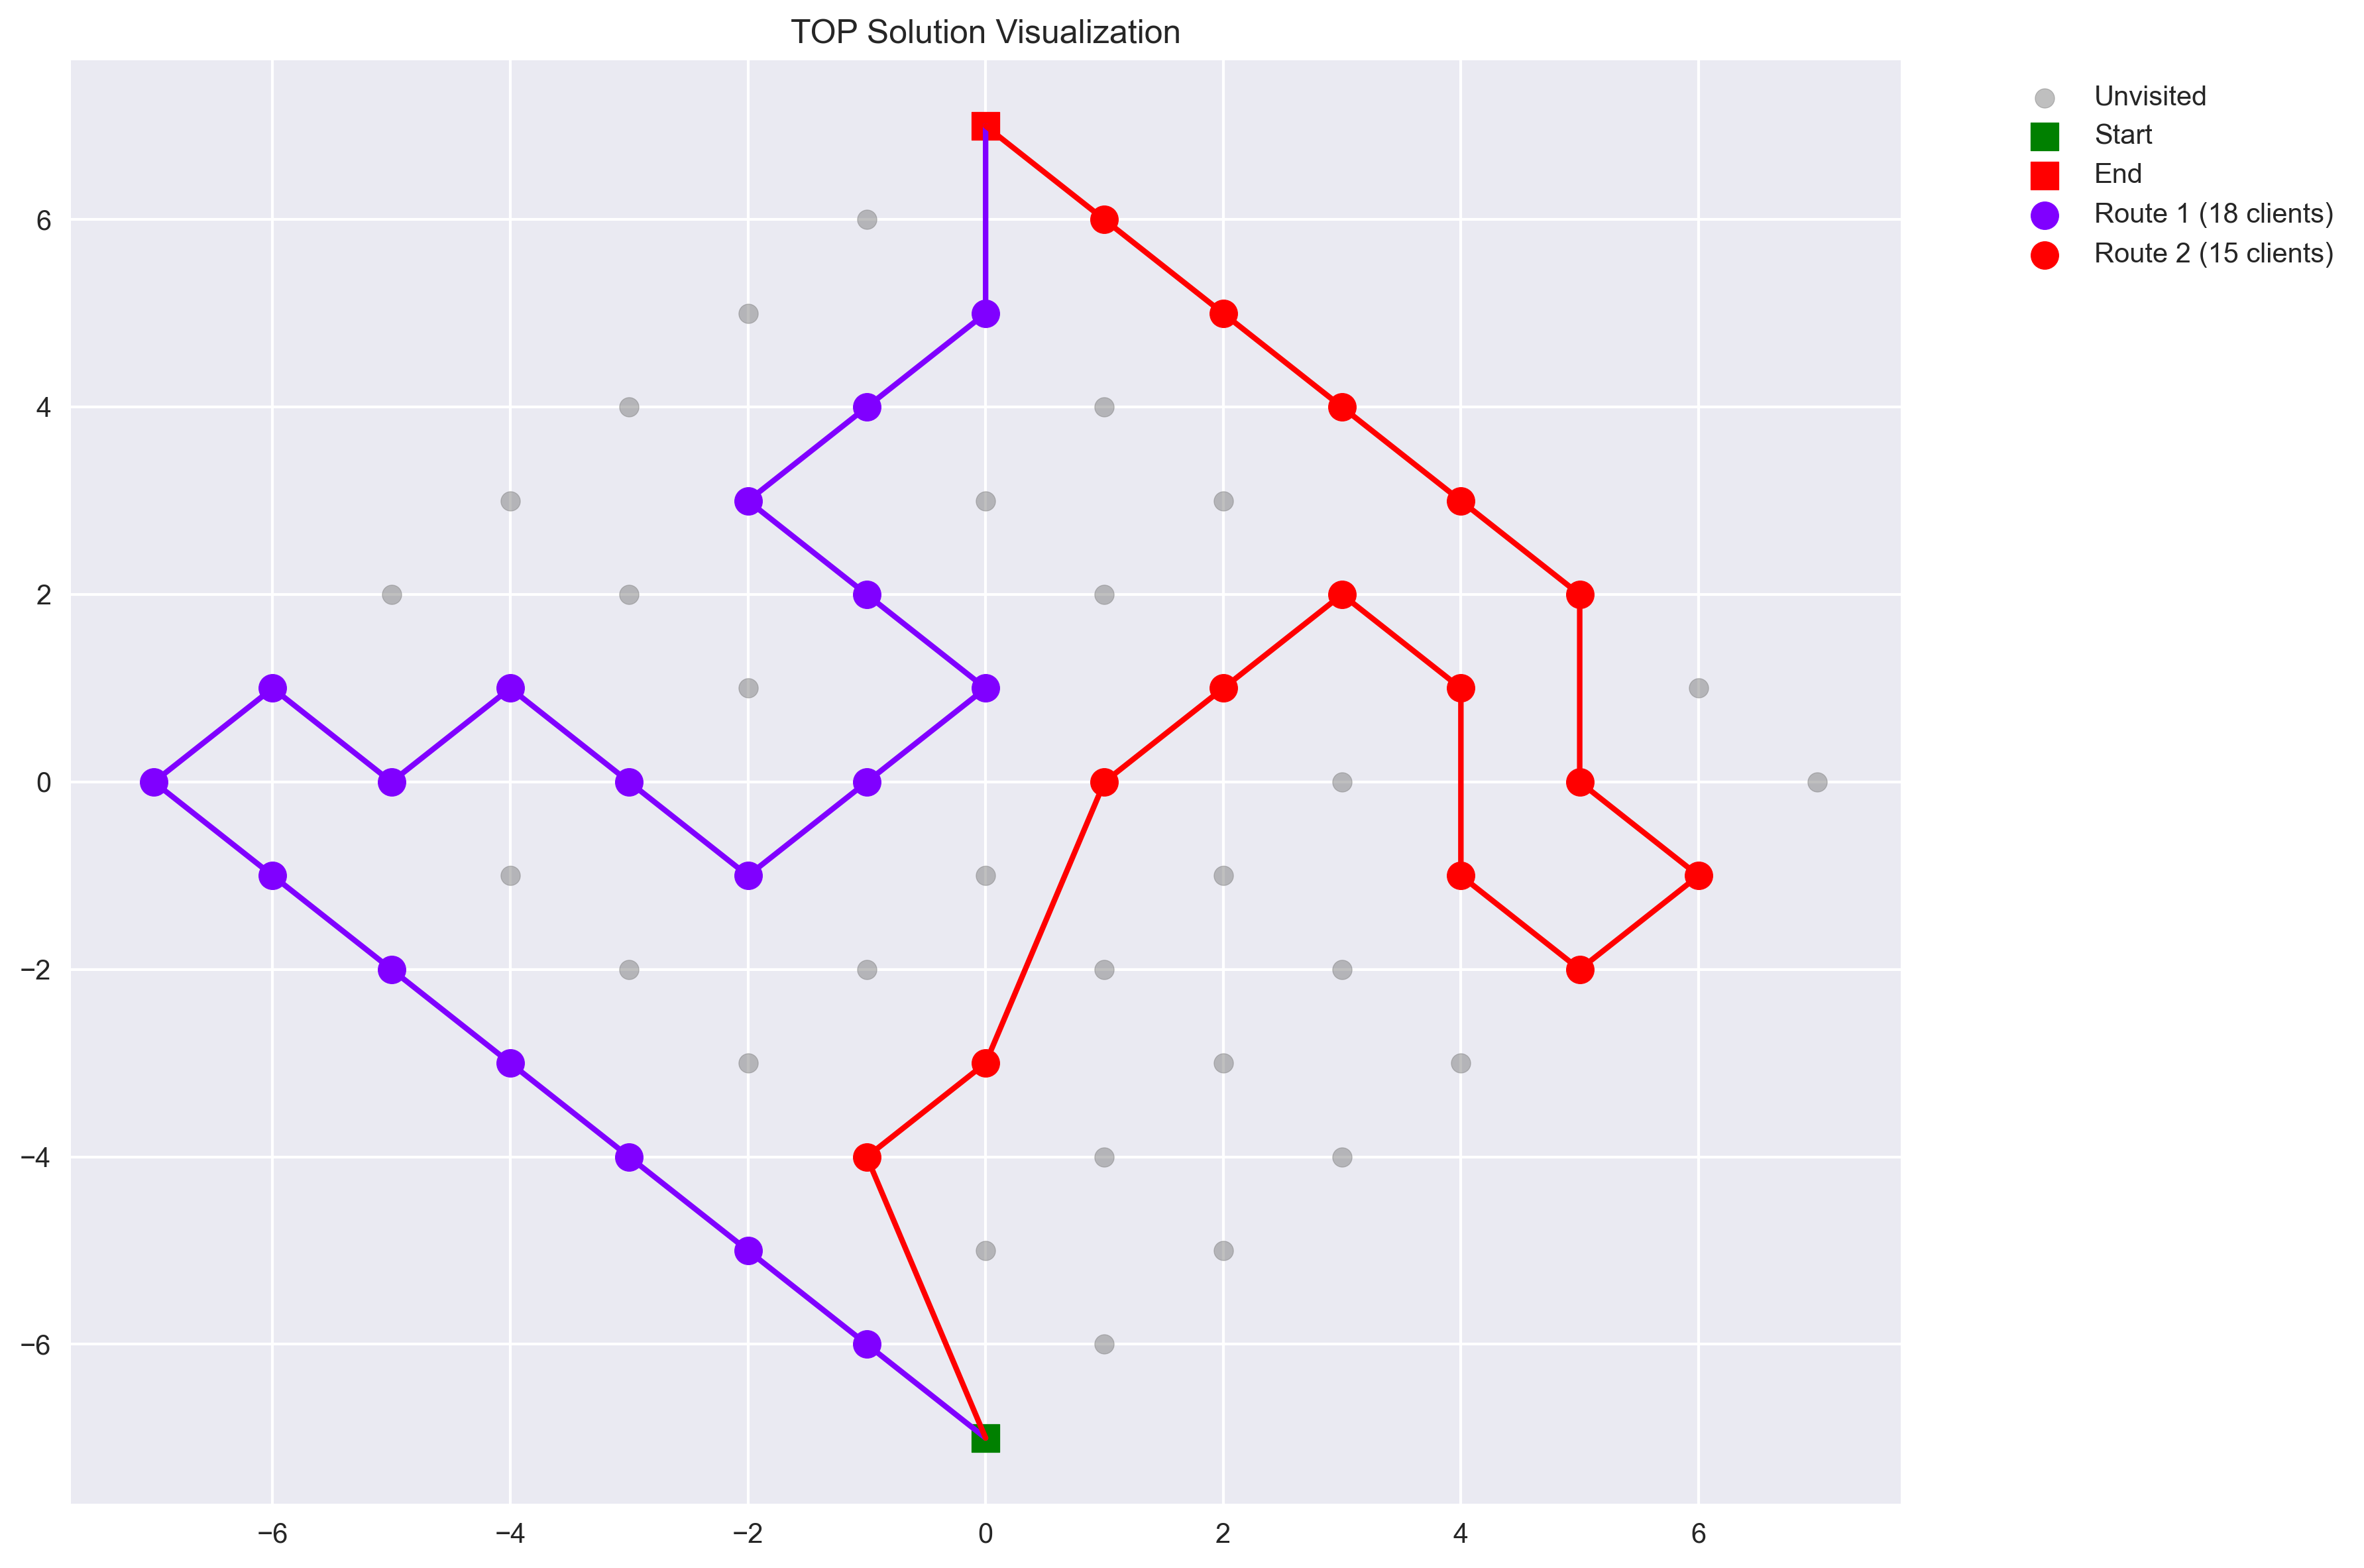 TOP Solution Visualization
Unvisited
Start
End
Route 1 (18 clients)
Route 2 (15 clients)
6
4
2
0
−2
−4
−6
−6 −4 −2 0 2 4 6